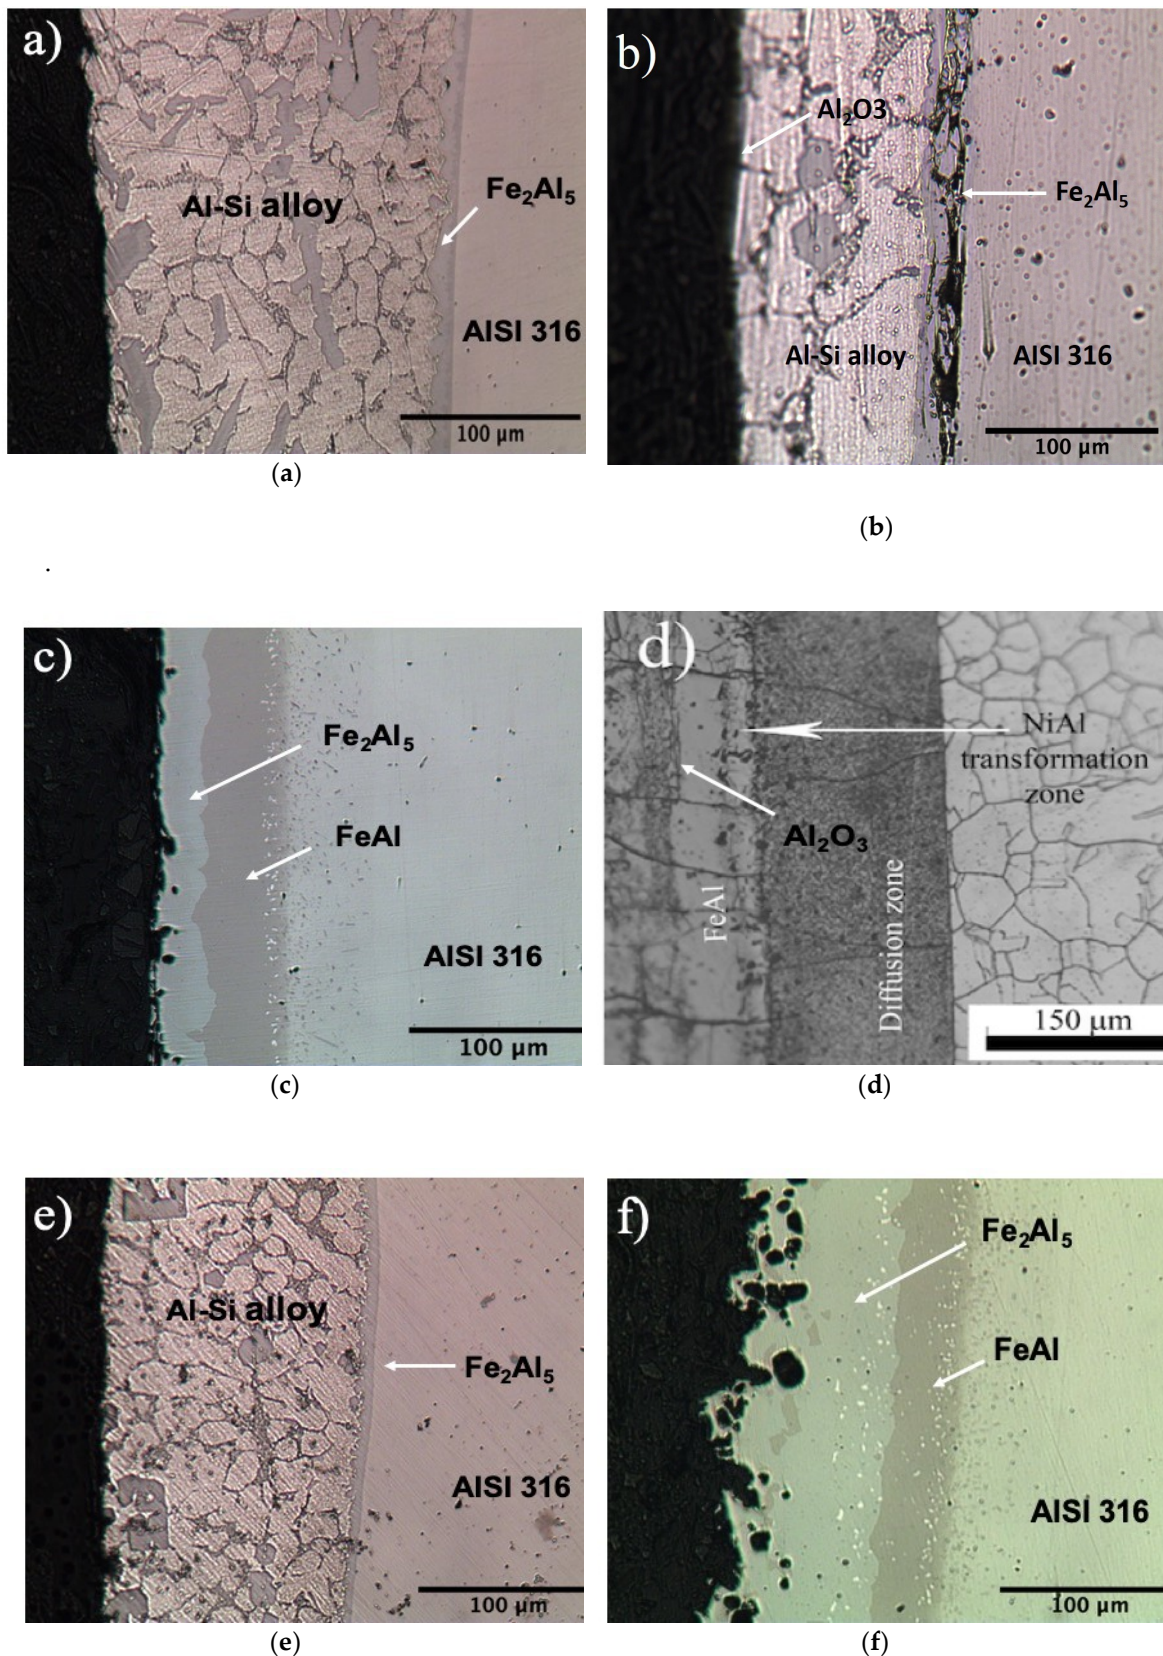 a)
Al-Si alloy
Fe₂Al₅
AISI 316
100 μm
(a)
b)
Al₂O3
Fe₂Al₅
Al-Si alloy
AISI 316
100 μm
(b)
.
c)
Fe₂Al₅
FeAl
AISI 316
100 μm
(c)
d)
NiAl
transformation
zone
Al₂O₃
FeAl
Diffusion zone
150 μm
(d)
e)
Al-Si alloy
Fe₂Al₅
AISI 316
100 μm
(e)
f)
Fe₂Al₅
FeAl
AISI 316
100 μm
(f)